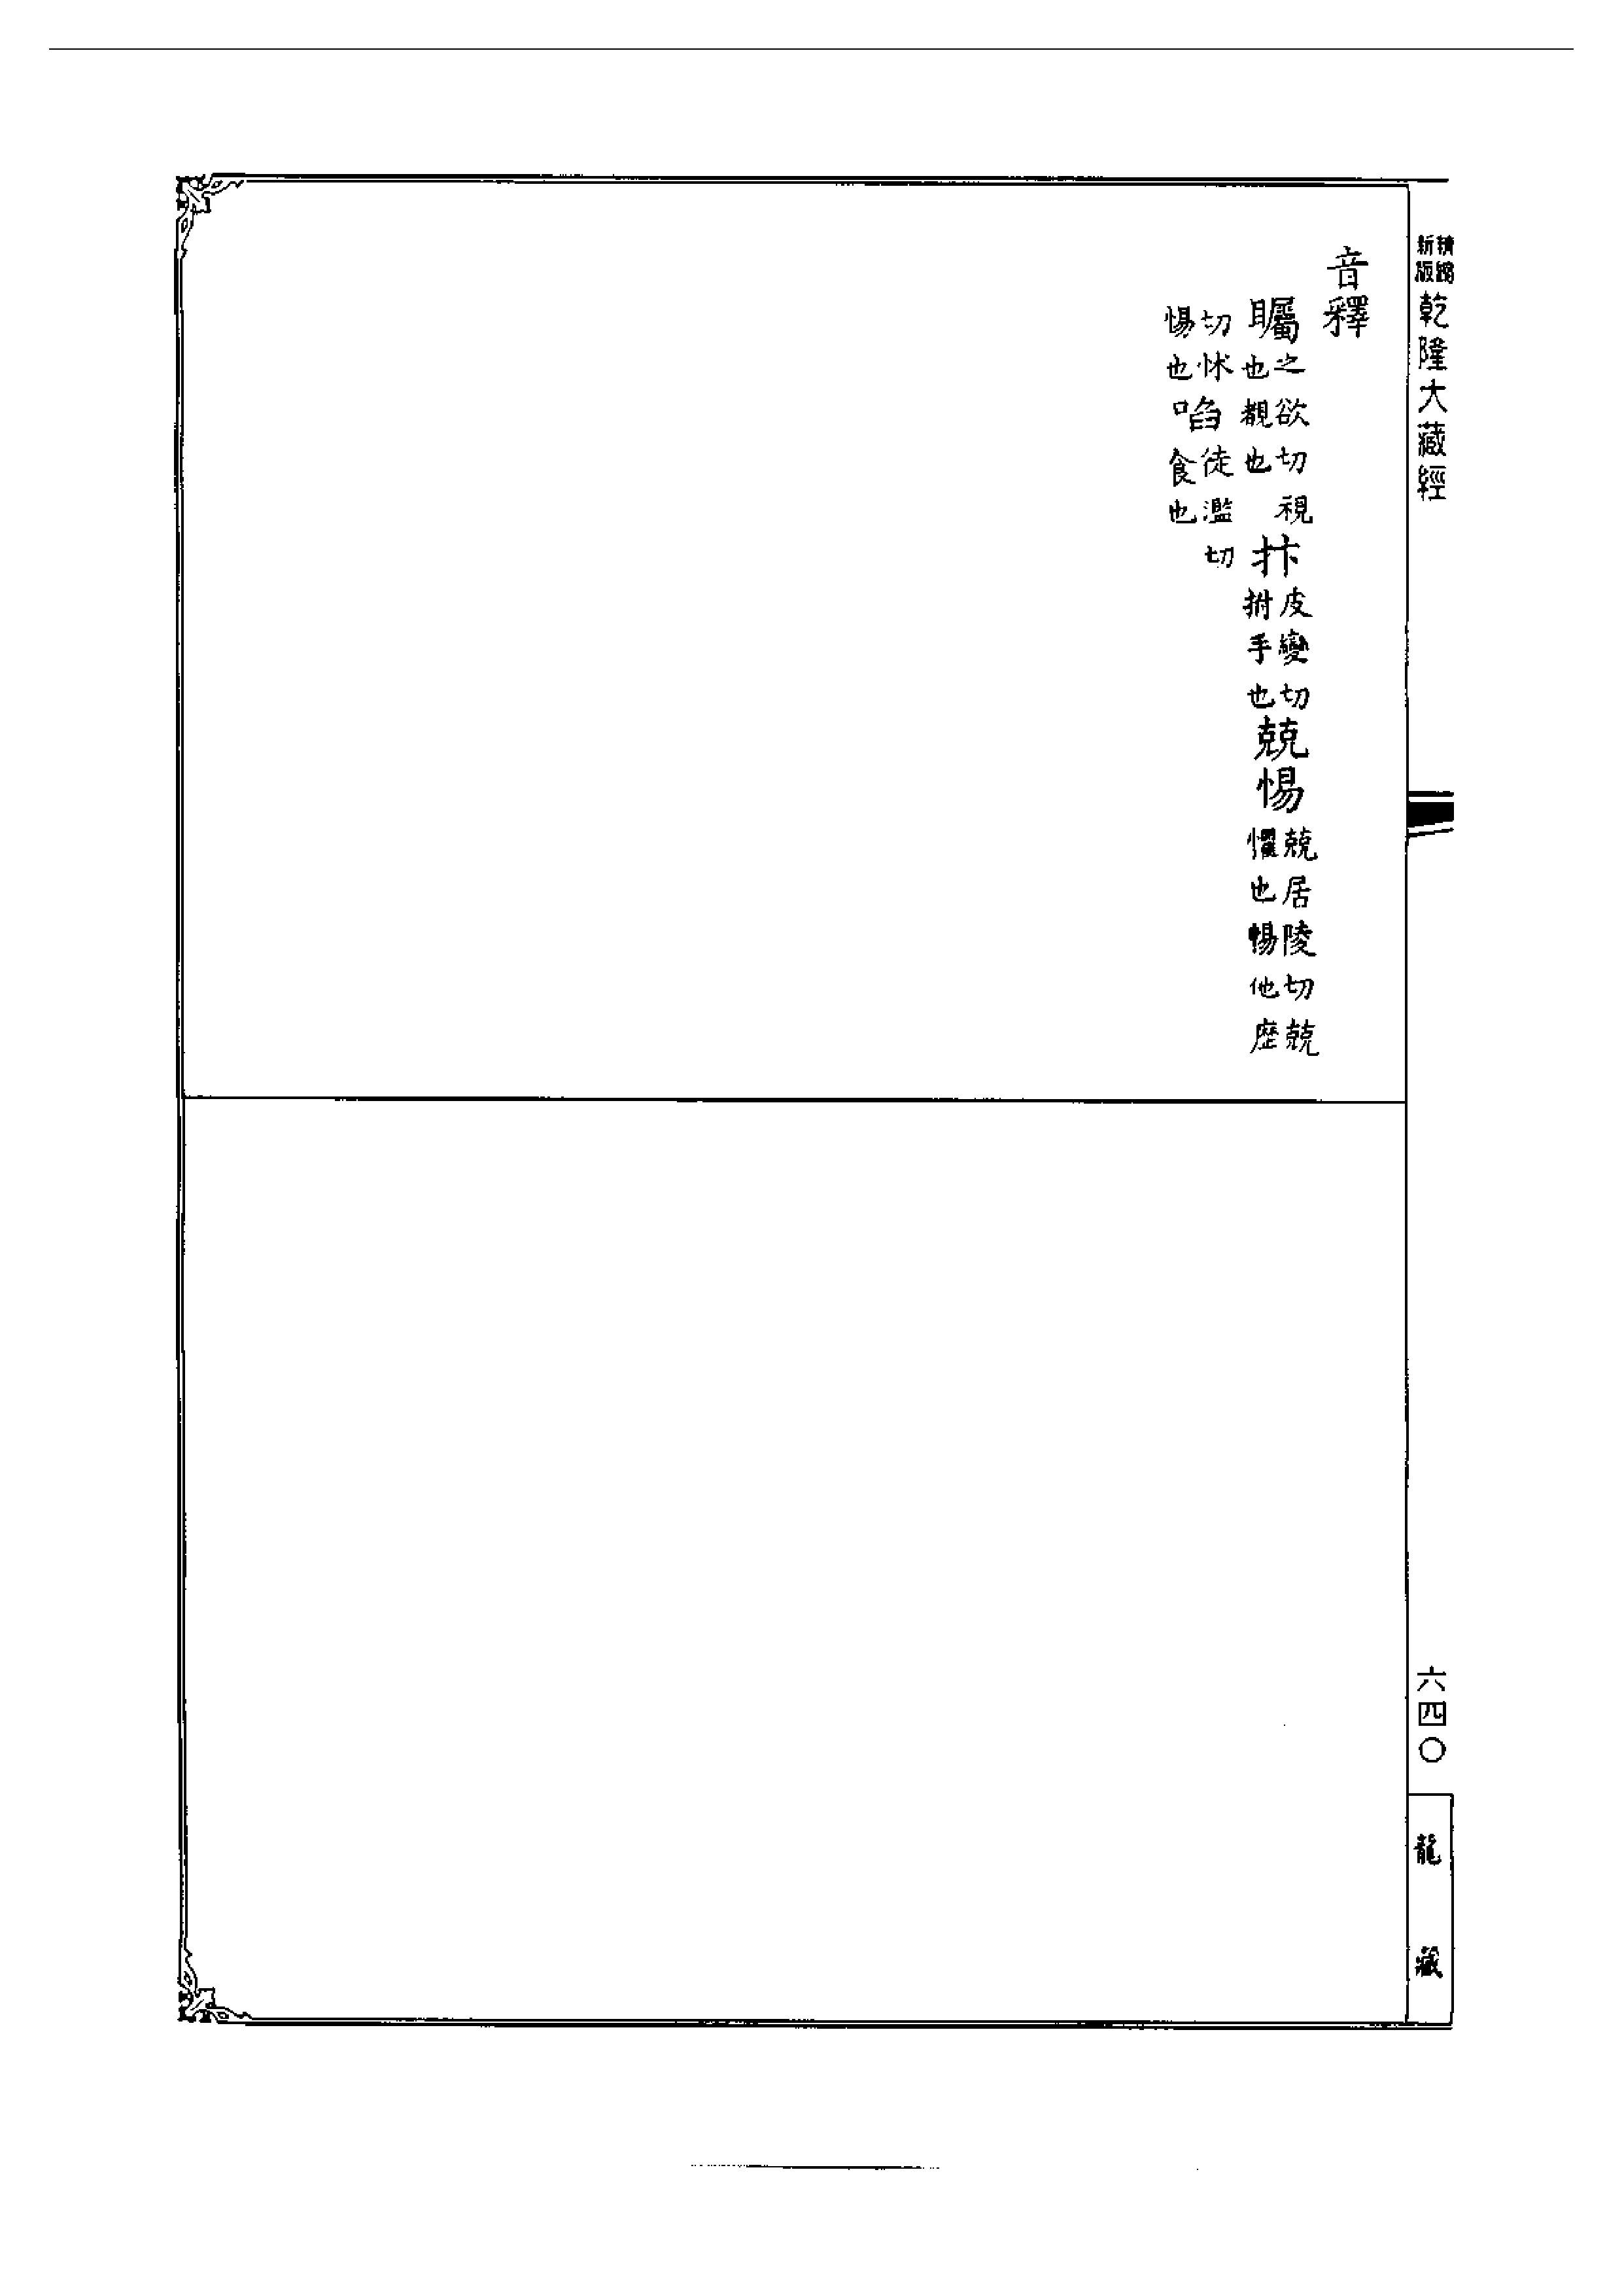 新版精縮乾隆大藏經
音釋
矚之欲切視也觀也抃皮變切拊手也兢惕兢居陵切兢懼也惕他歷
切怵惕也啗徒濫切食也
六四〇
龍藏